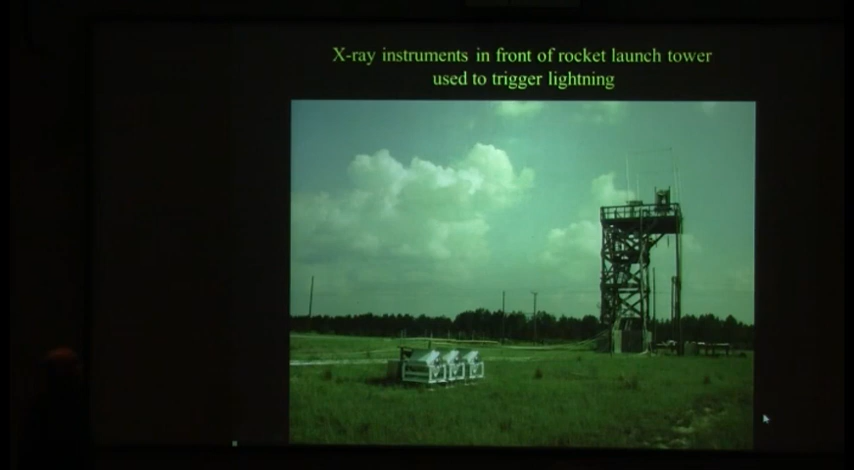 X-ray instruments in front of rocket launch tower
used to trigger lightning